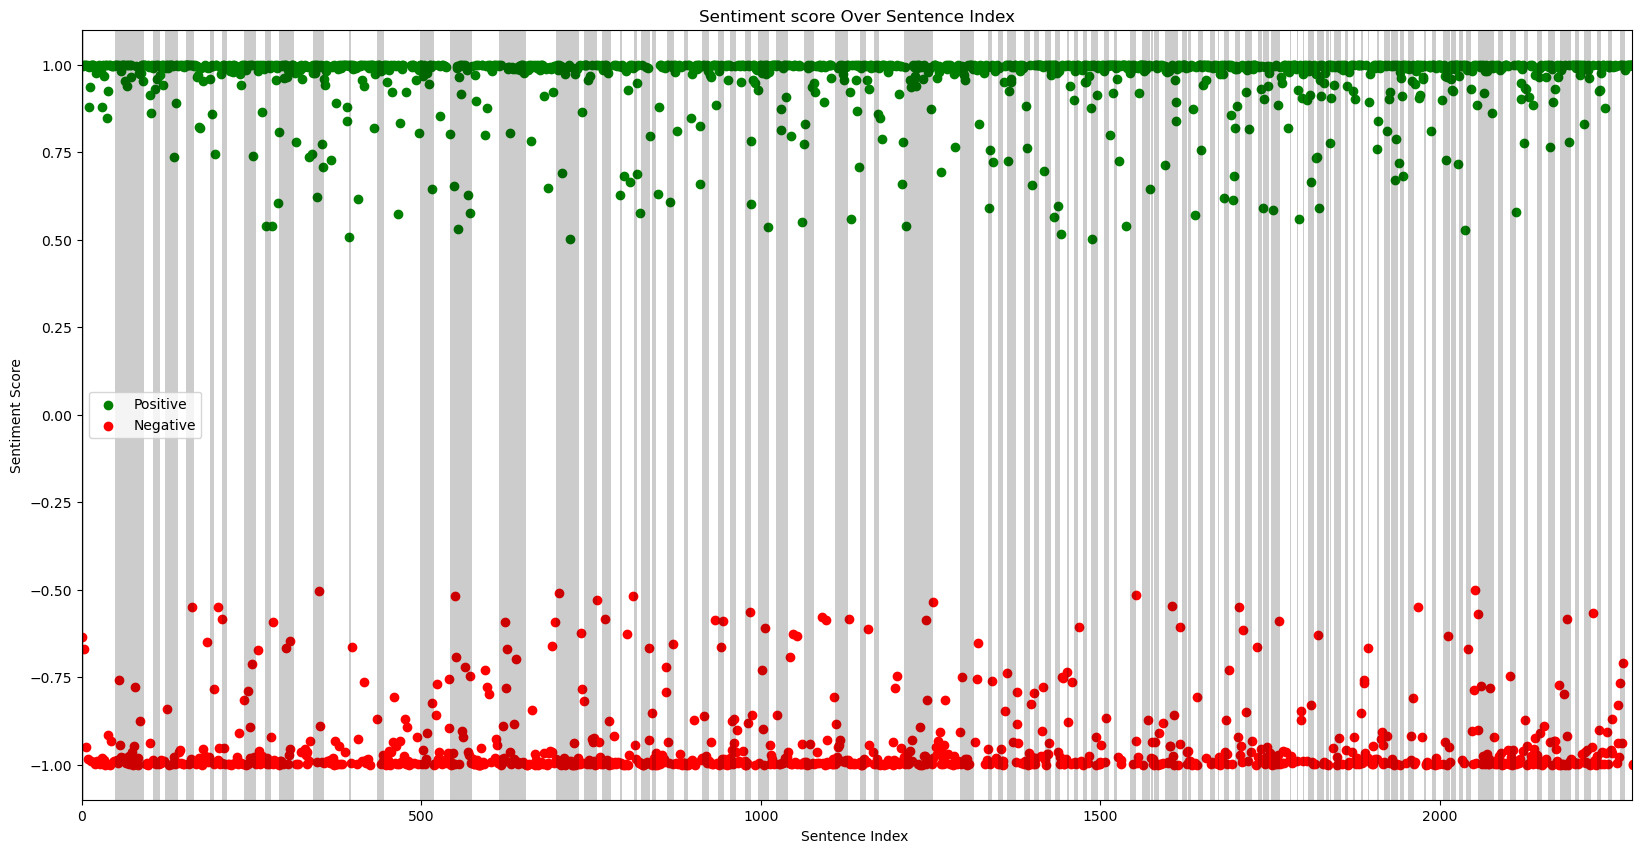 Sentiment score Over Sentence Index
1.00
0.75
0.50
0.25
0.00
−0.25
−0.50
−0.75
−1.00
Sentiment Score
Positive
Negative
0 500 1000 1500 2000
Sentence Index